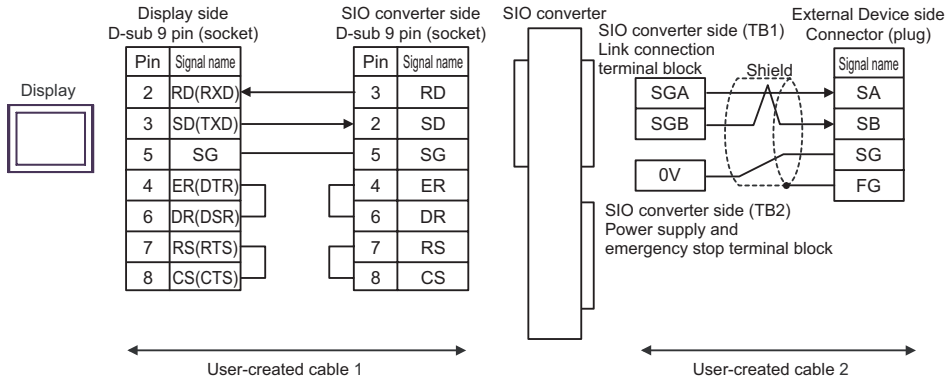 Display side
D-sub 9 pin (socket)
SIO converter side
D-sub 9 pin (socket)
SIO converter
SIO converter side (TB1)
Link connection
terminal block
External Device side
Connector (plug)
Display
Pin Signal name
2 RD(RXD)
3 SD(TXD)
5 SG
4 ER(DTR)
6 DR(DSR)
7 RS(RTS)
8 CS(CTS)
Pin Signal name
3 RD
2 SD
5 SG
4 ER
6 DR
7 RS
8 CS
Shield
SGA
SGB
0V
Signal name
SA
SB
SG
FG
SIO converter side (TB2)
Power supply and
emergency stop terminal block
User-created cable 1
User-created cable 2